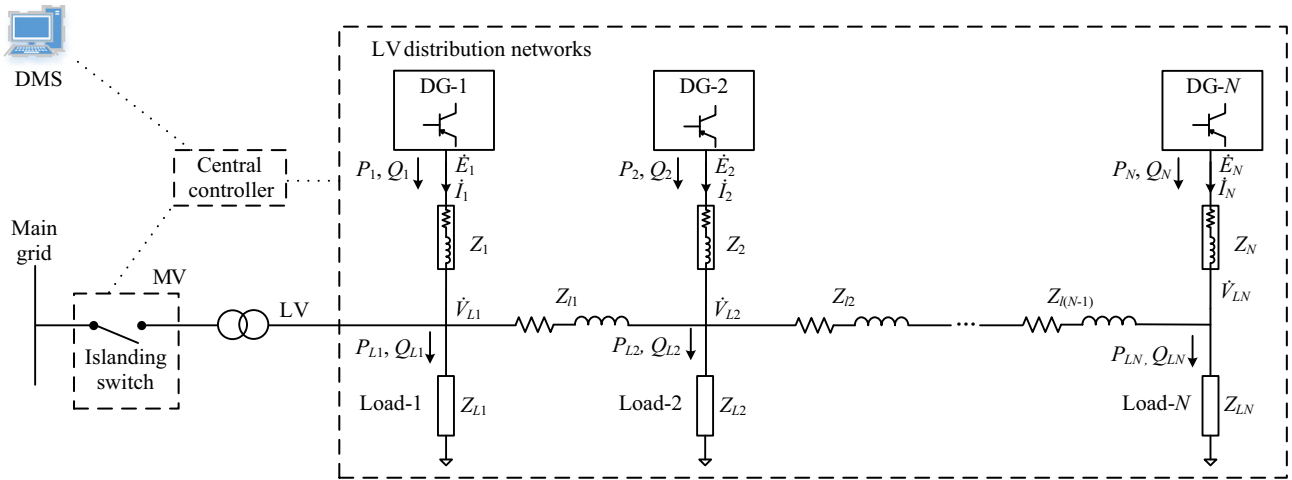 LV distribution networks
DMS
DG-1
DG-2
DG-N
Central
controller
P1, Q1
Ė1
İ1
P2, Q2
Ė2
İ2
PN, QN
ĖN
İN
Z1
Z2
ZN
Main
grid
MV
LV
V̇L1
Zl1
V̇L2
Zl2
...
Zl(N-1)
V̇LN
Islanding
switch
PL1, QL1
PL2, QL2
PLN, QLN
Load-1
ZL1
Load-2
ZL2
Load-N
ZLN